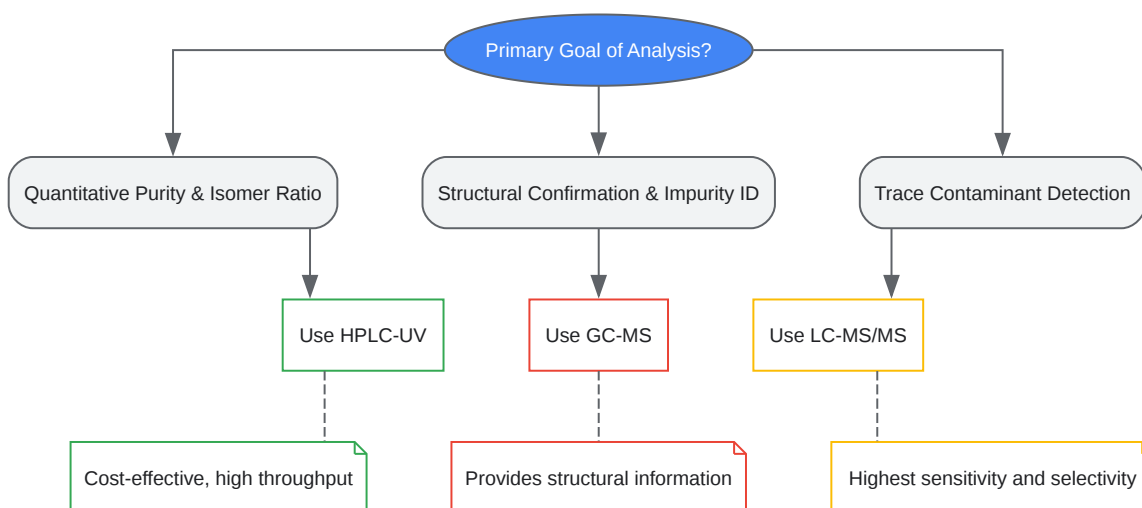 Primary Goal of Analysis?
Quantitative Purity & Isomer Ratio
Structural Confirmation & Impurity ID
Trace Contaminant Detection
Use HPLC-UV
Use GC-MS
Use LC-MS/MS
Cost-effective, high throughput
Provides structural information
Highest sensitivity and selectivity